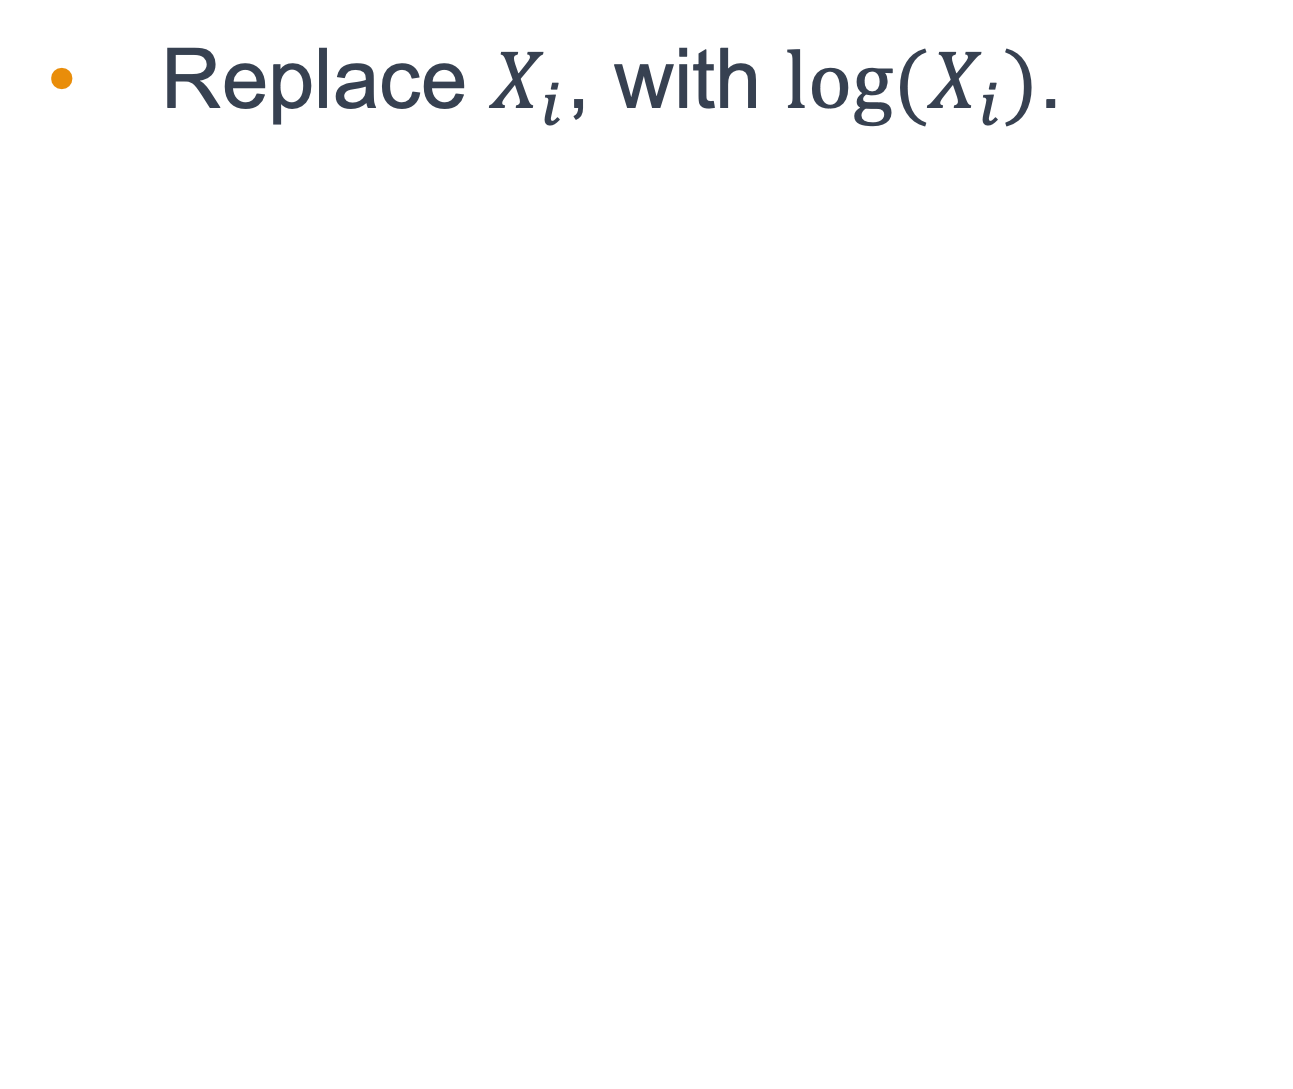 • Replace 𝑋ᵢ, with log(𝑋ᵢ).